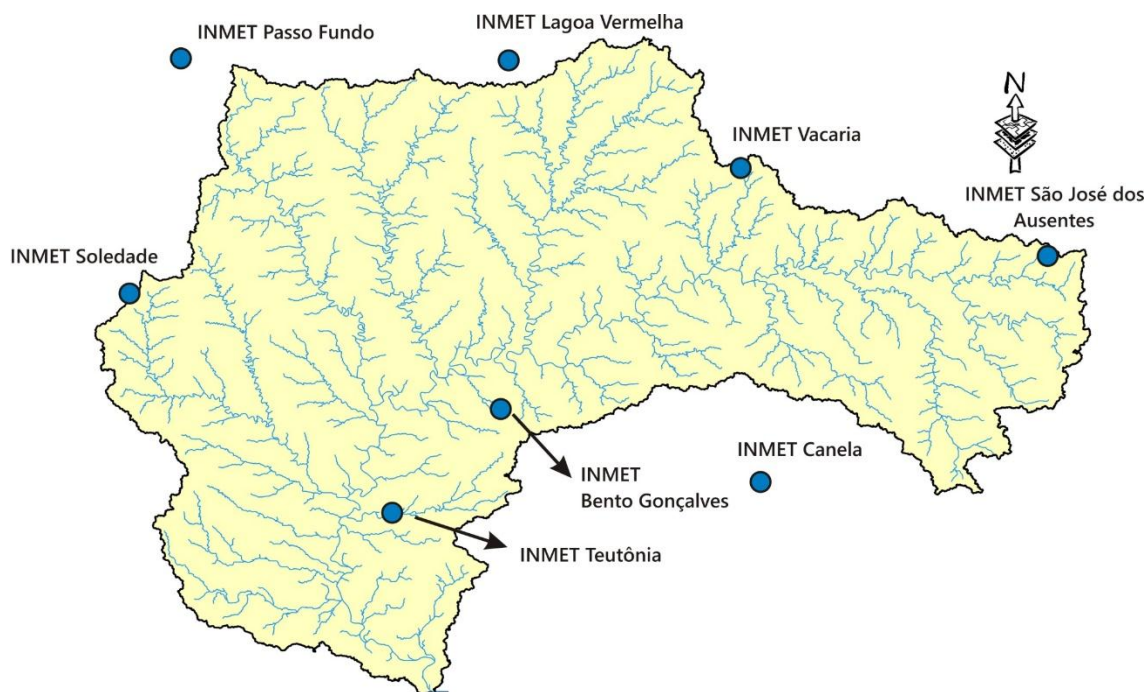 INMET Passo Fundo
INMET Lagoa Vermelha
N
INMET Vacaria
INMET São José dos
Ausentes
INMET Soledade
INMET Canela
INMET
Bento Gonçalves
INMET Teutônia